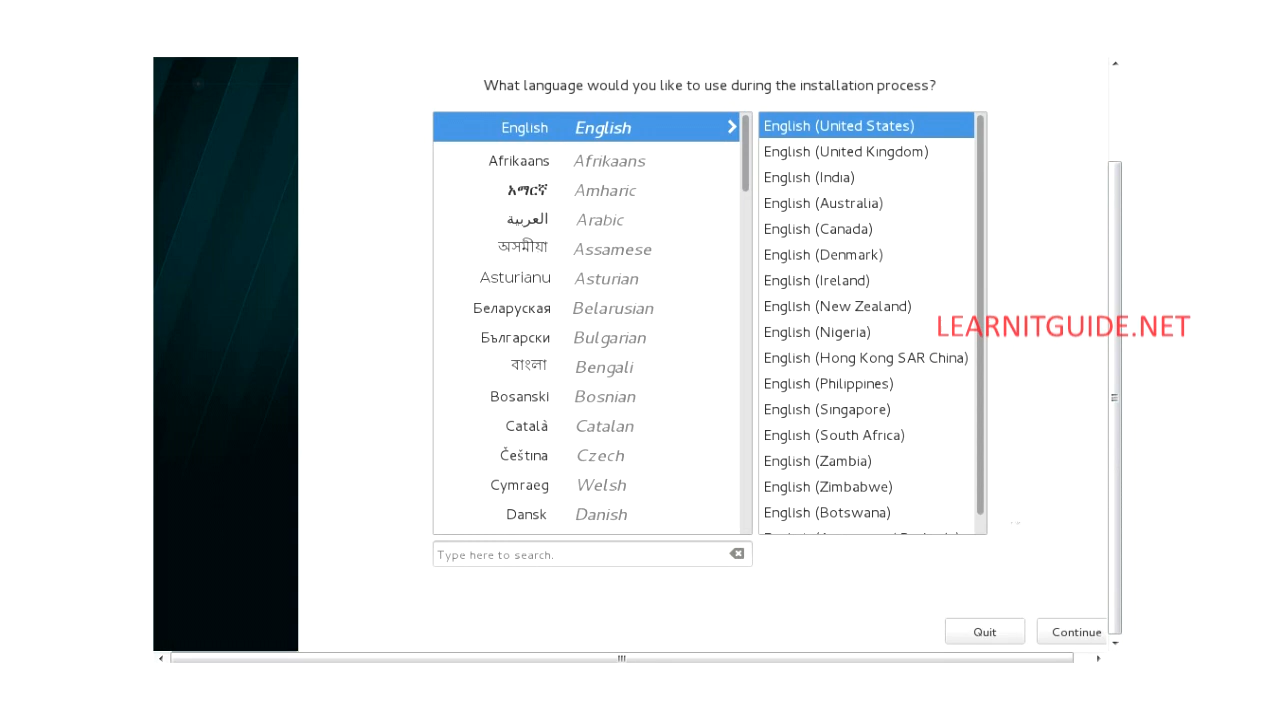 What language would you like to use during the installation process?
English English
Afrikaans Afrikaans
አማርኛ Amharic
العربية Arabic
অসমীয়া Assamese
Asturianu Asturian
Беларуская Belarusian
Български Bulgarian
বাংলা Bengali
Bosanski Bosnian
Català Catalan
Čeština Czech
Cymraeg Welsh
Dansk Danish
Type here to search.
English (United States)
English (United Kingdom)
English (India)
English (Australia)
English (Canada)
English (Denmark)
English (Ireland)
English (New Zealand)
English (Nigeria)
English (Hong Kong SAR China)
English (Philippines)
English (Singapore)
English (South Africa)
English (Zambia)
English (Zimbabwe)
English (Botswana)
LEARNITGUIDE.NET
Quit Continue